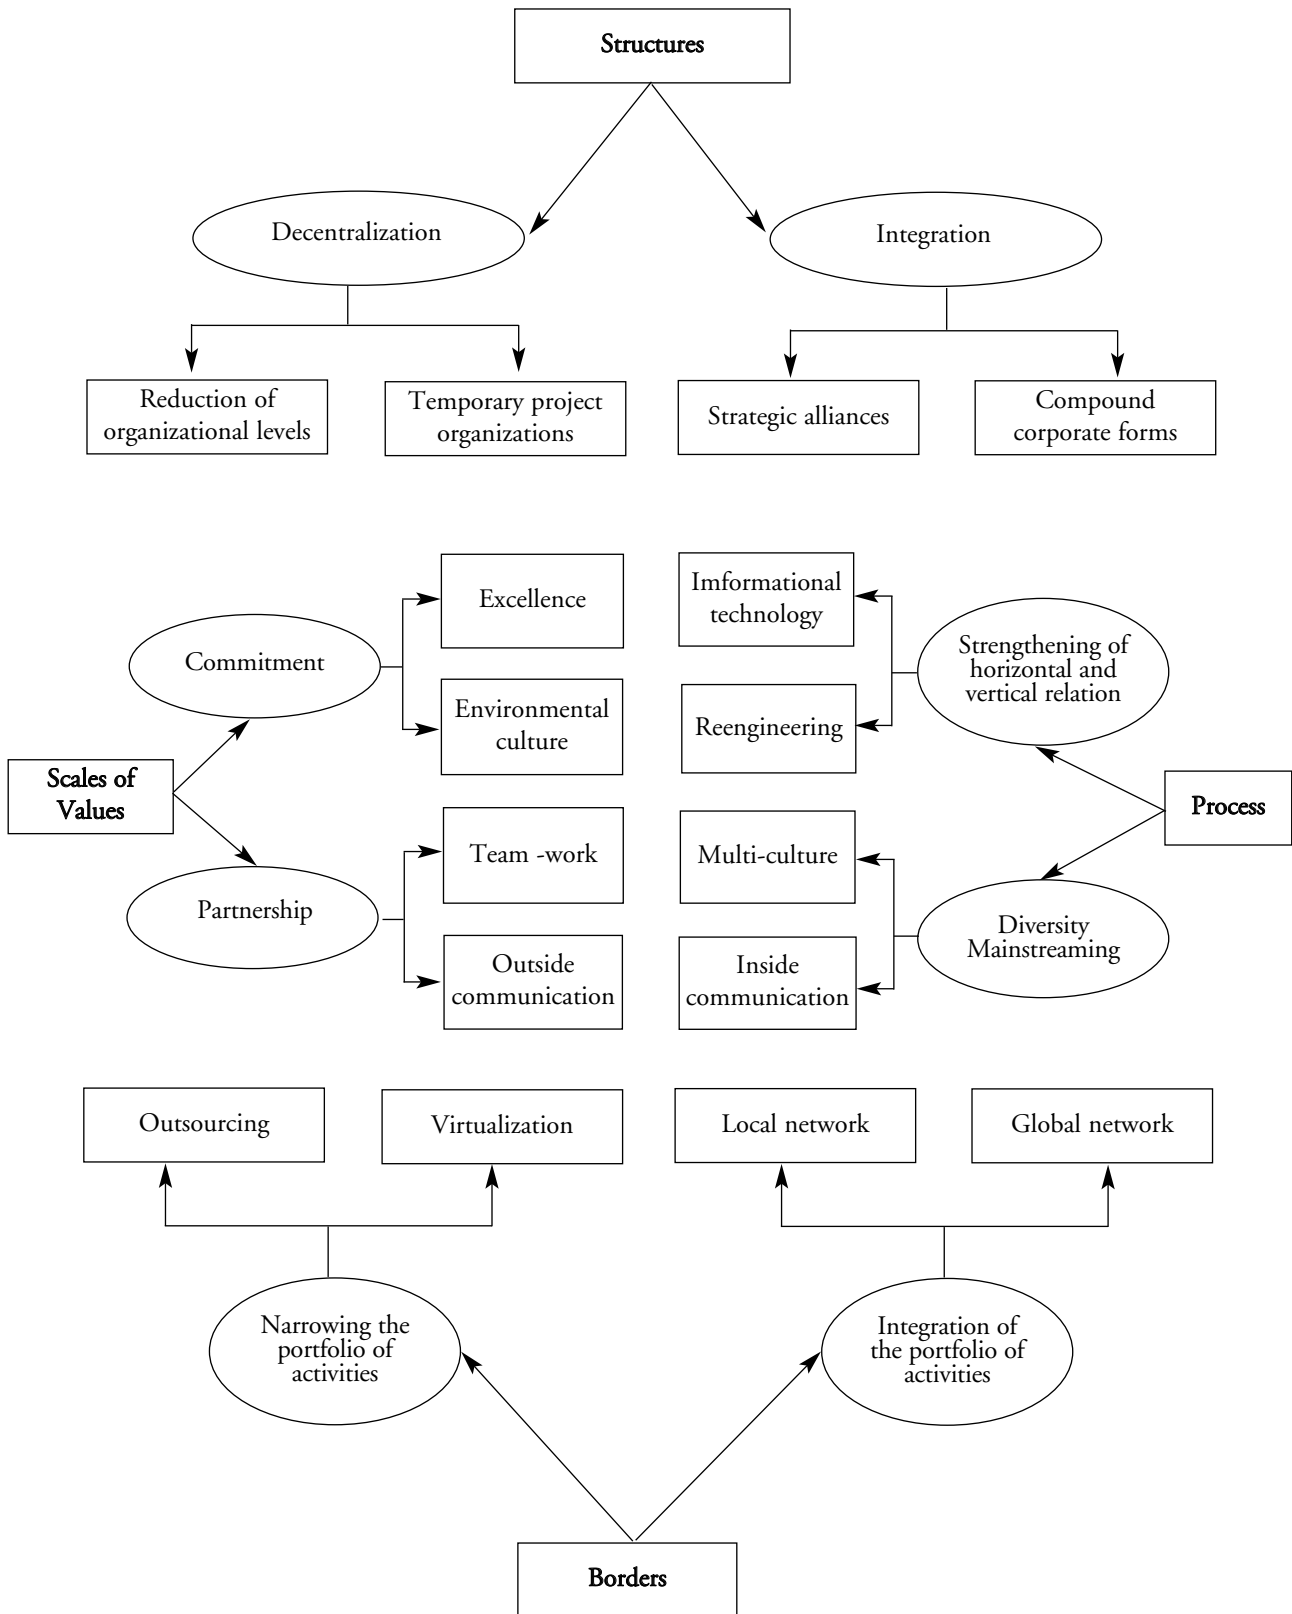 Structures
Decentralization
Integration
Reduction of
organizational levels
Temporary project
organizations
Strategic alliances
Compound
corporate forms
Excellence
Imformational
technology
Commitment
Strengthening of
horizontal and
vertical relation
Environmental
culture
Reengineering
Scales of
Values
Process
Team -work
Multi-culture
Partnership
Diversity
Mainstreaming
Outside
communication
Inside
communication
Outsourcing
Virtualization
Local network
Global network
Narrowing the
portfolio of
activities
Integration of
the portfolio of
activities
Borders